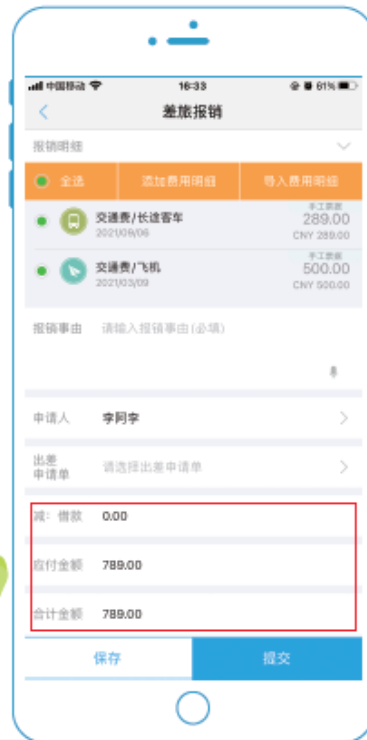 中国移动 16:33 61%
差旅报销
报销明细
全选 添加费用明细 导入费用明细
手工票据
交通费/长途客车 289.00
2021/09/06 CNY 289.00
手工票据
交通费/飞机 500.00
2021/03/09 CNY 500.00
报销事由 请输入报销事由(必填)
申请人 李阿李
出差
申请单 请选择出差申请单
减: 借款 0.00
应付金额 789.00
合计金额 789.00
保存 提交